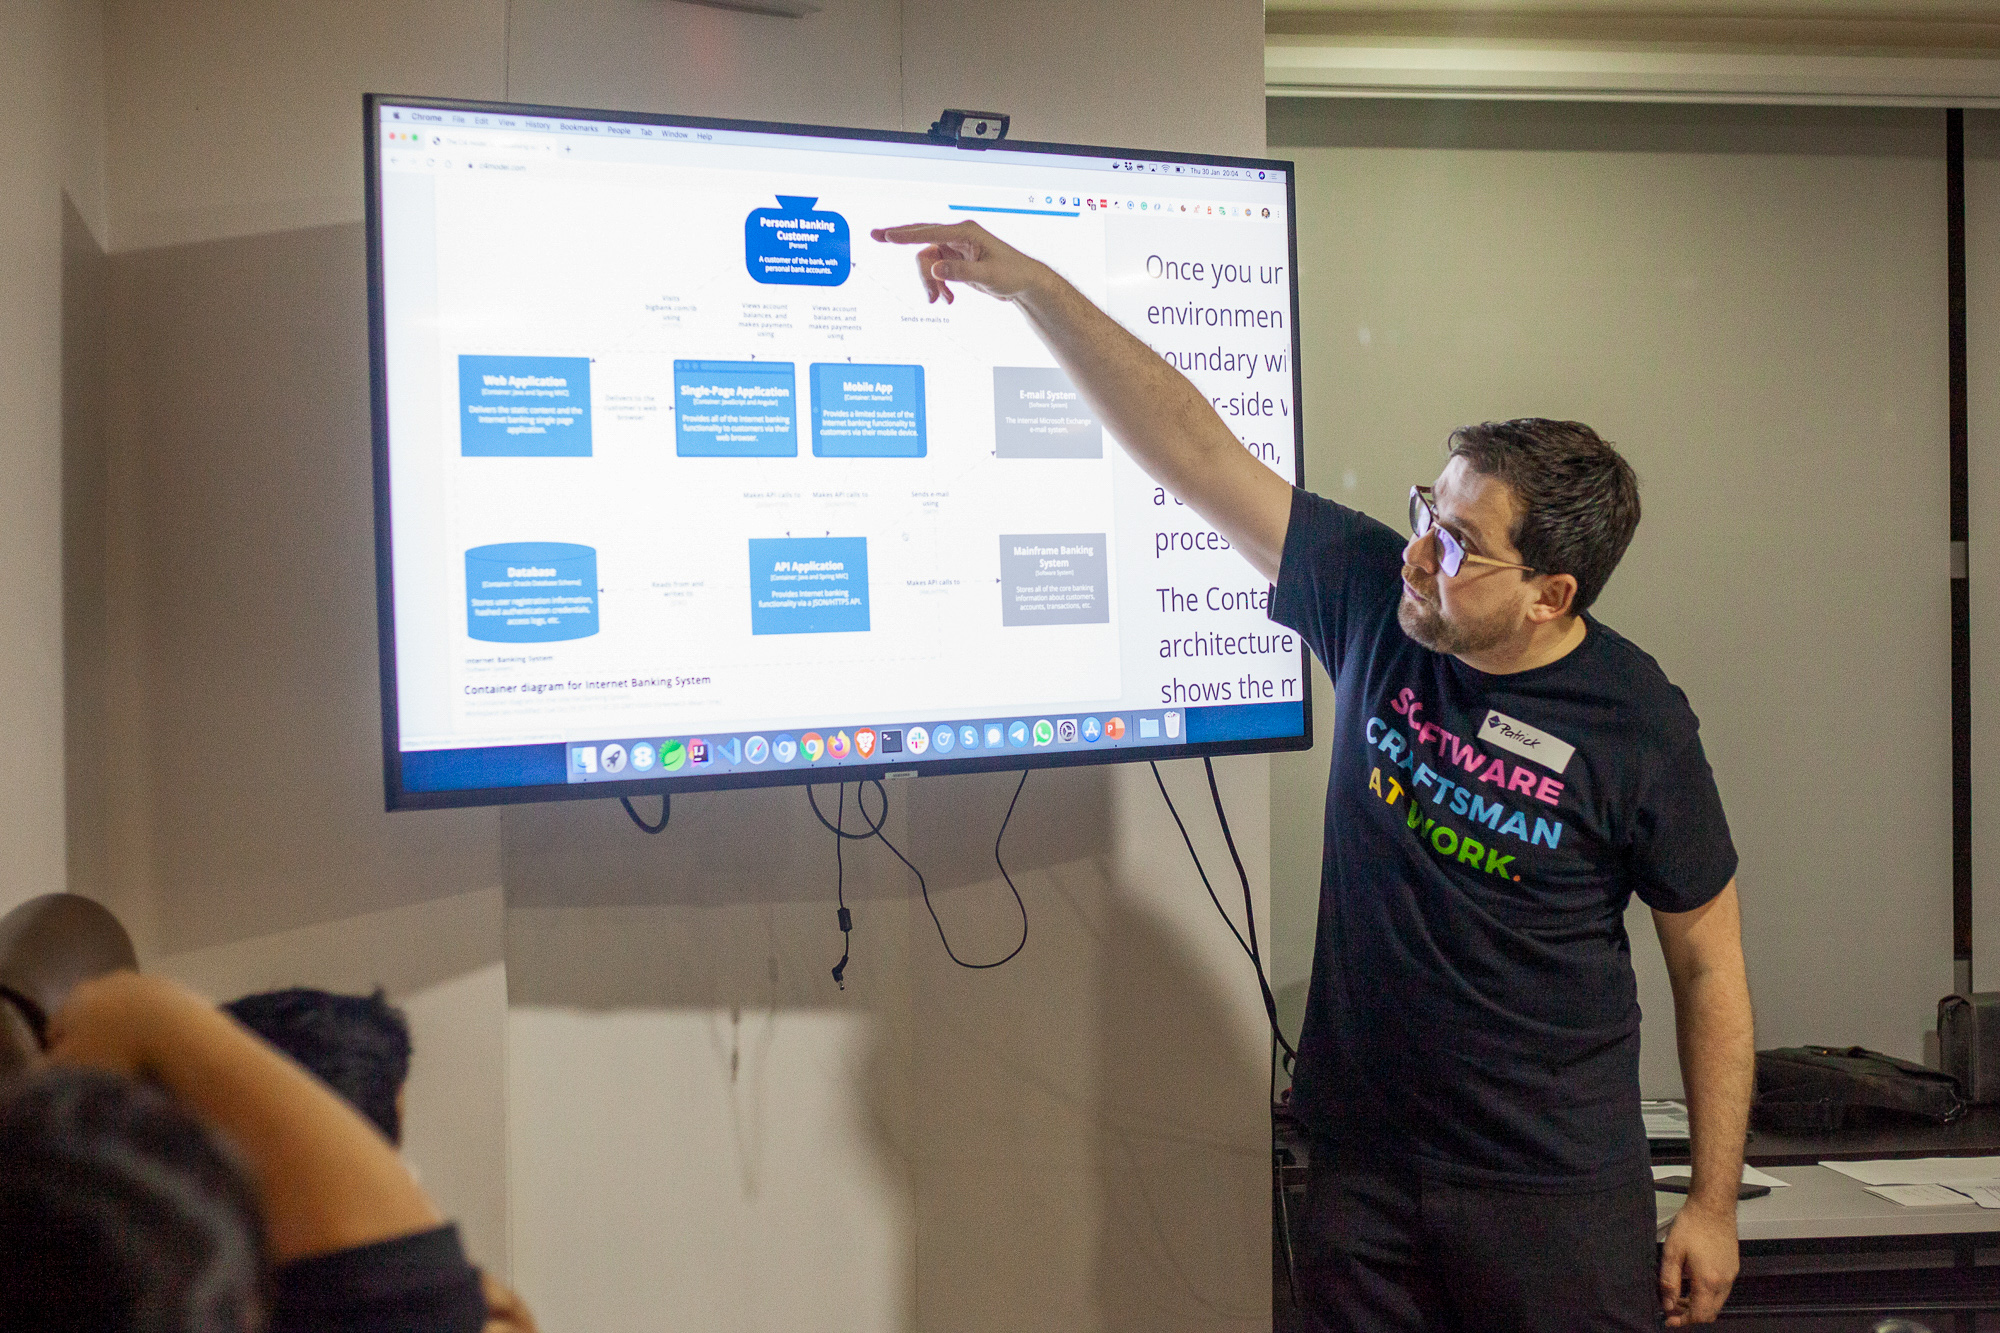 Chrome File Edit View History Bookmarks People Tab Window Help
Thu 30 Jan 20:04
c4model.com
Personal Banking
Customer
[Person]
A customer of the bank, with
personal bank accounts.
Visits
bigbank.com/ib
using
Views account
balances, and
makes payments
using
Views account
balances, and
makes payments
using
Sends e-mails to
Web Application
[Container: Java and Spring MVC]
Delivers the static content and the
Internet banking single page
application.
Delivers to the
customer's web
browser
Single-Page Application
[Container: JavaScript and Angular]
Provides all of the Internet banking
functionality to customers via their
web browser.
Mobile App
[Container: Xamarin]
Provides a limited subset of the
Internet banking functionality to
customers via their mobile device.
E-mail System
[Software System]
The internal Microsoft Exchange
e-mail system.
Makes API calls to
Makes API calls to
Sends e-mail
using
Database
[Container: Oracle Database Schema]
Stores user registration information,
hashed authentication credentials,
access logs, etc.
Reads from and
writes to
API Application
[Container: Java and Spring MVC]
Provides Internet banking
functionality via a JSON/HTTPS API.
Makes API calls to
Mainframe Banking
System
[Software System]
Stores all of the core banking
information about customers,
accounts, transactions, etc.
Internet Banking System
[Software System]
Container diagram for Internet Banking System
Once you ur
environmen
boundary wi
r-side v
on,
a c
proces
The Conta
architecture
shows the m
SAMSUNG
Patrick
SOFTWARE
CRAFTSMAN
AT WORK.